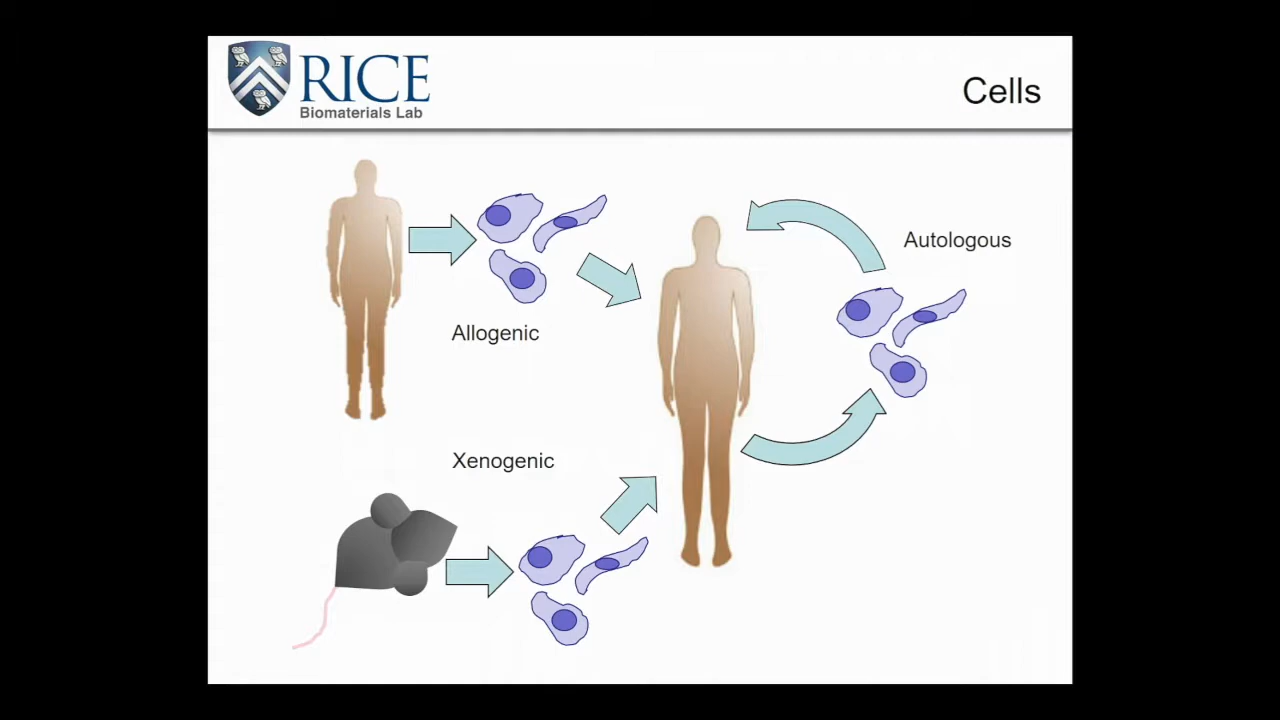 RICE
Biomaterials Lab
Cells
Autologous
Allogenic
Xenogenic